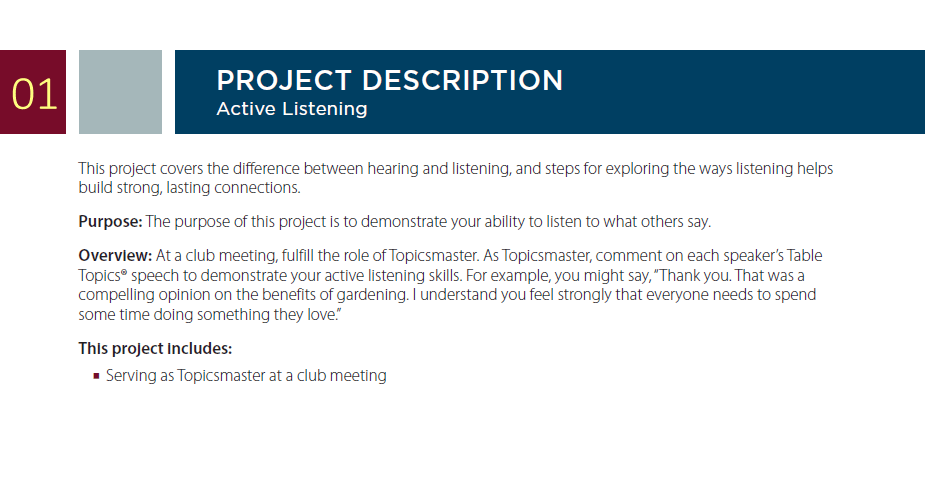 01
PROJECT DESCRIPTION
Active Listening
This project covers the difference between hearing and listening, and steps for exploring the ways listening helps
build strong, lasting connections.
Purpose: The purpose of this project is to demonstrate your ability to listen to what others say.
Overview: At a club meeting, fulfill the role of Topicsmaster. As Topicsmaster, comment on each speaker’s Table
Topics® speech to demonstrate your active listening skills. For example, you might say, ”Thank you. That was a
compelling opinion on the benefits of gardening. I understand you feel strongly that everyone needs to spend
some time doing something they love.”
This project includes:
▪ Serving as Topicsmaster at a club meeting